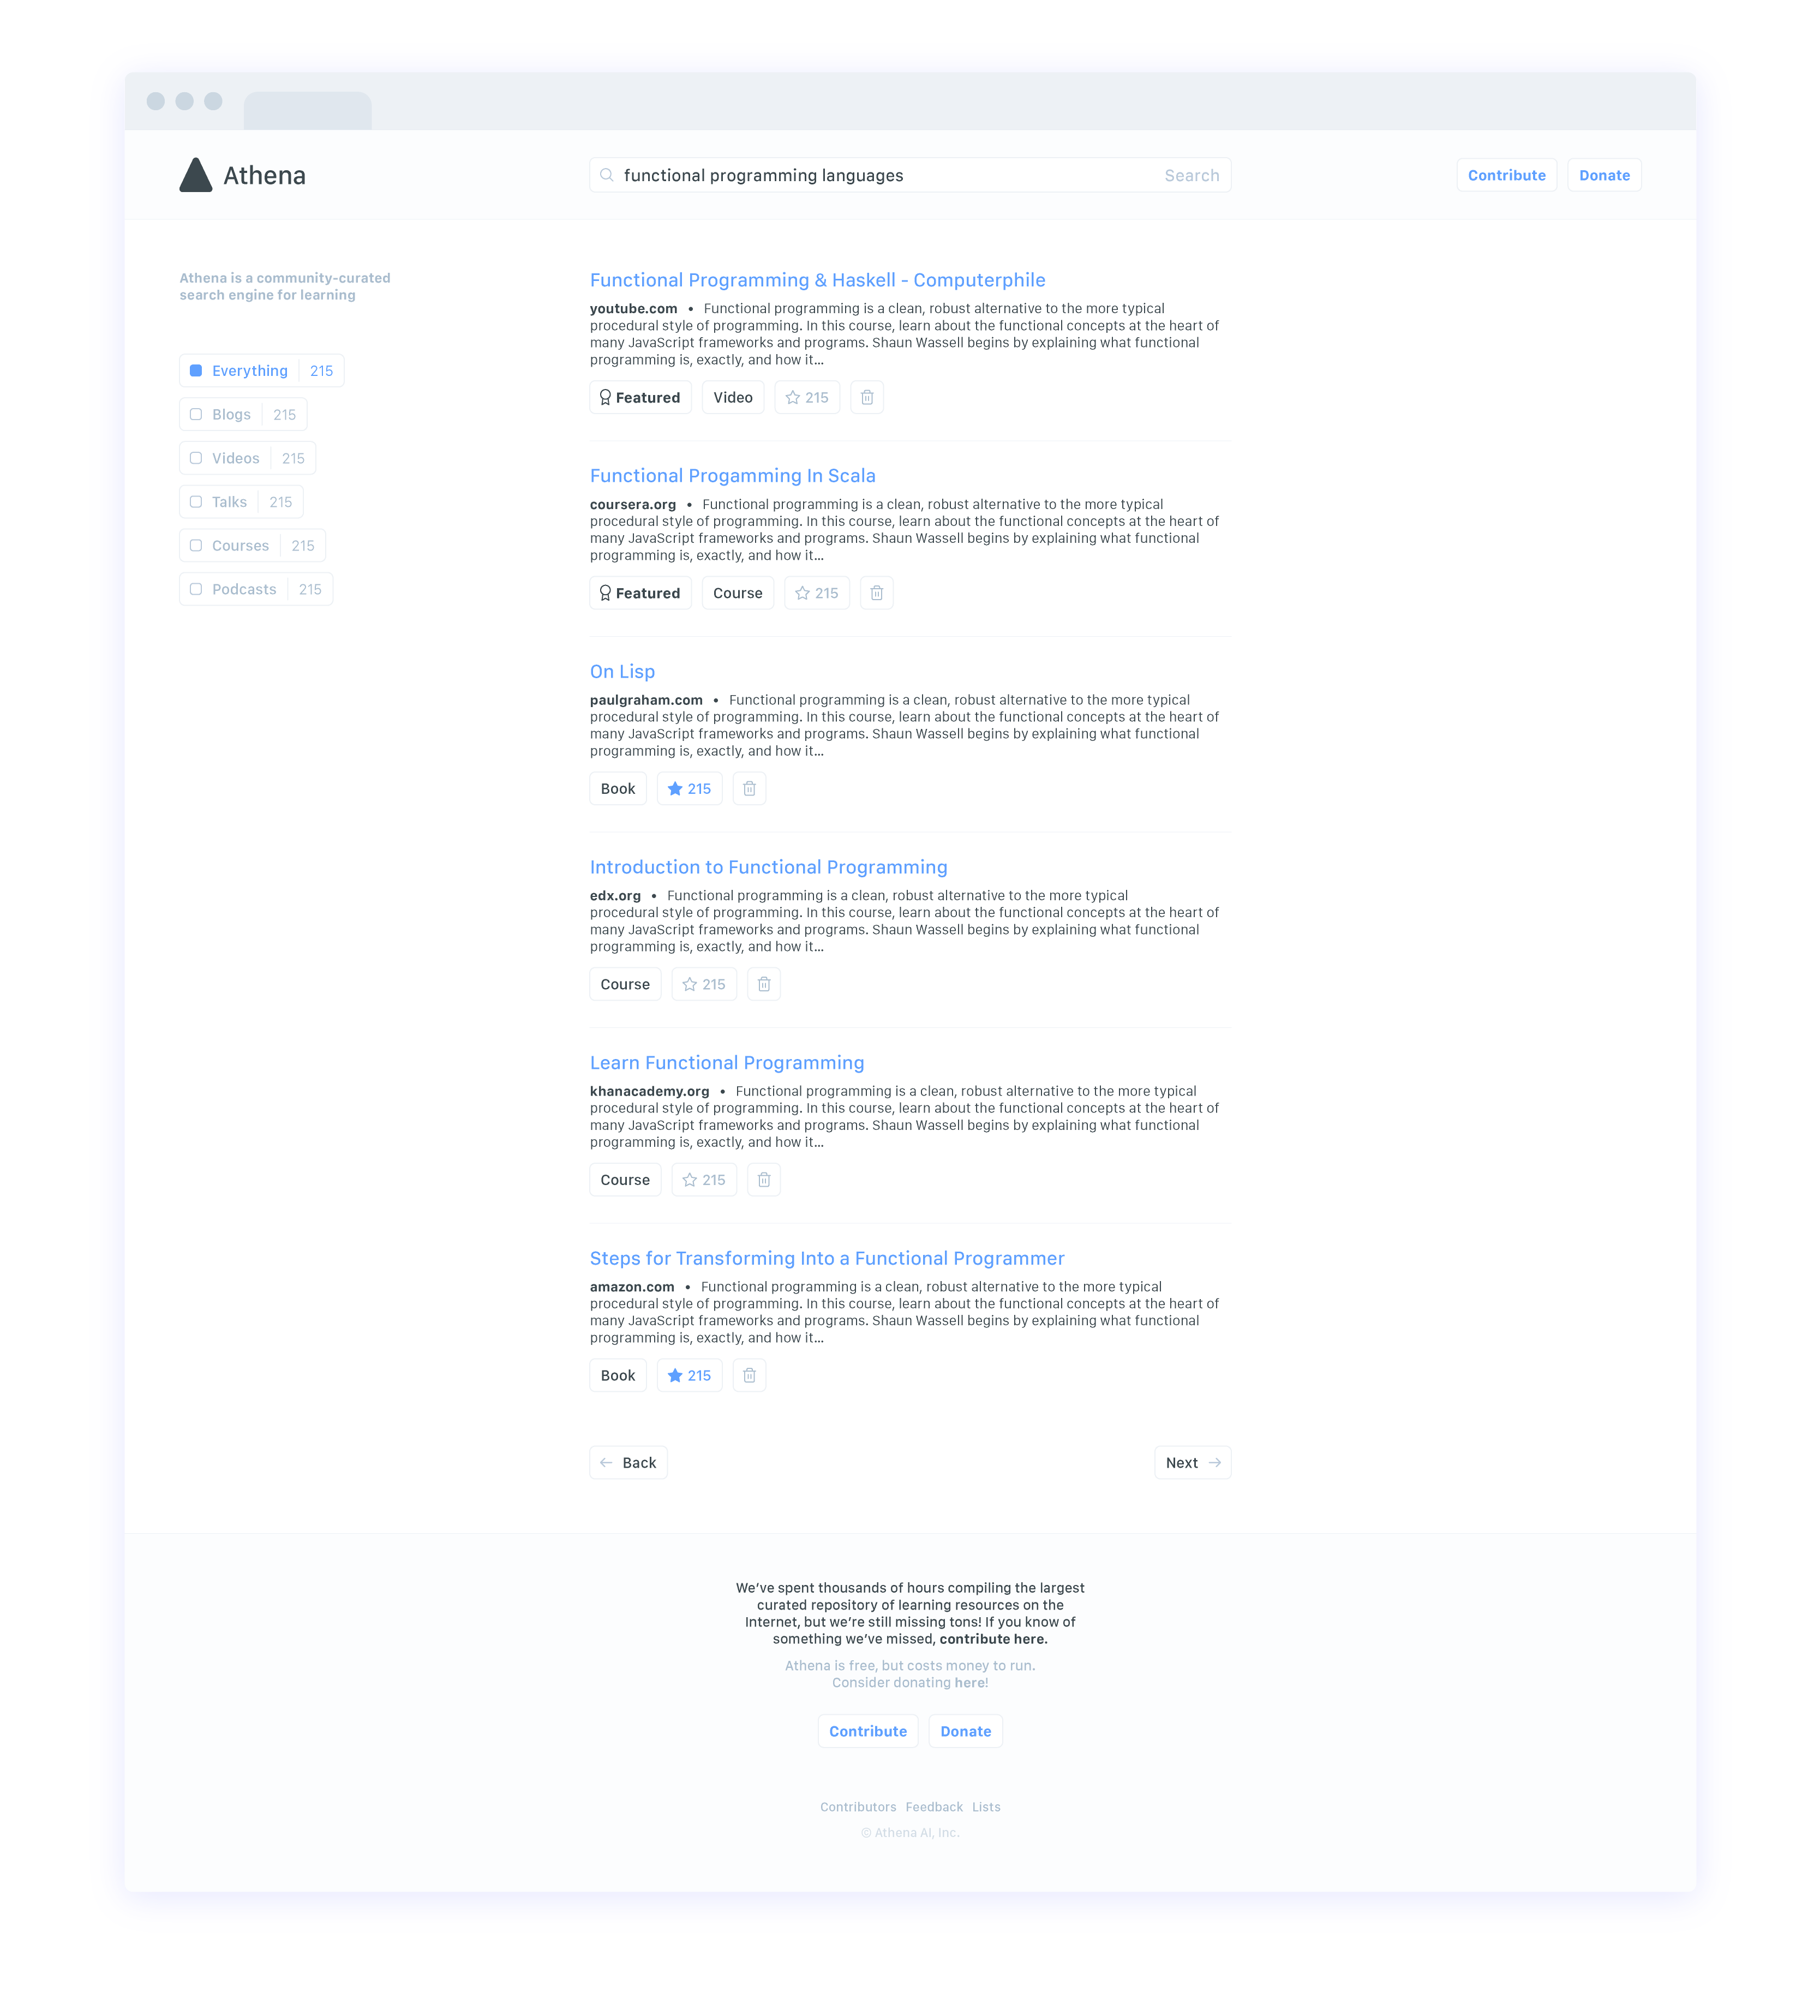 Athena
functional programming languages
Search
Contribute
Donate
Athena is a community-curated
search engine for learning
Everything 215
Blogs 215
Videos 215
Talks 215
Courses 215
Podcasts 215
Functional Programming & Haskell - Computerphile
youtube.com • Functional programming is a clean, robust alternative to the more typical
procedural style of programming. In this course, learn about the functional concepts at the heart of
many JavaScript frameworks and programs. Shaun Wassell begins by explaining what functional
programming is, exactly, and how it...
Featured Video 215
Functional Progamming In Scala
coursera.org • Functional programming is a clean, robust alternative to the more typical
procedural style of programming. In this course, learn about the functional concepts at the heart of
many JavaScript frameworks and programs. Shaun Wassell begins by explaining what functional
programming is, exactly, and how it...
Featured Course 215
On Lisp
paulgraham.com • Functional programming is a clean, robust alternative to the more typical
procedural style of programming. In this course, learn about the functional concepts at the heart of
many JavaScript frameworks and programs. Shaun Wassell begins by explaining what functional
programming is, exactly, and how it...
Book 215
Introduction to Functional Programming
edx.org • Functional programming is a clean, robust alternative to the more typical
procedural style of programming. In this course, learn about the functional concepts at the heart of
many JavaScript frameworks and programs. Shaun Wassell begins by explaining what functional
programming is, exactly, and how it...
Course 215
Learn Functional Programming
khanacademy.org • Functional programming is a clean, robust alternative to the more typical
procedural style of programming. In this course, learn about the functional concepts at the heart of
many JavaScript frameworks and programs. Shaun Wassell begins by explaining what functional
programming is, exactly, and how it...
Course 215
Steps for Transforming Into a Functional Programmer
amazon.com • Functional programming is a clean, robust alternative to the more typical
procedural style of programming. In this course, learn about the functional concepts at the heart of
many JavaScript frameworks and programs. Shaun Wassell begins by explaining what functional
programming is, exactly, and how it...
Book 215
← Back
Next →
We’ve spent thousands of hours compiling the largest
curated repository of learning resources on the
Internet, but we’re still missing tons! If you know of
something we’ve missed, contribute here.
Athena is free, but costs money to run.
Consider donating here!
Contribute Donate
Contributors Feedback Lists
© Athena AI, Inc.